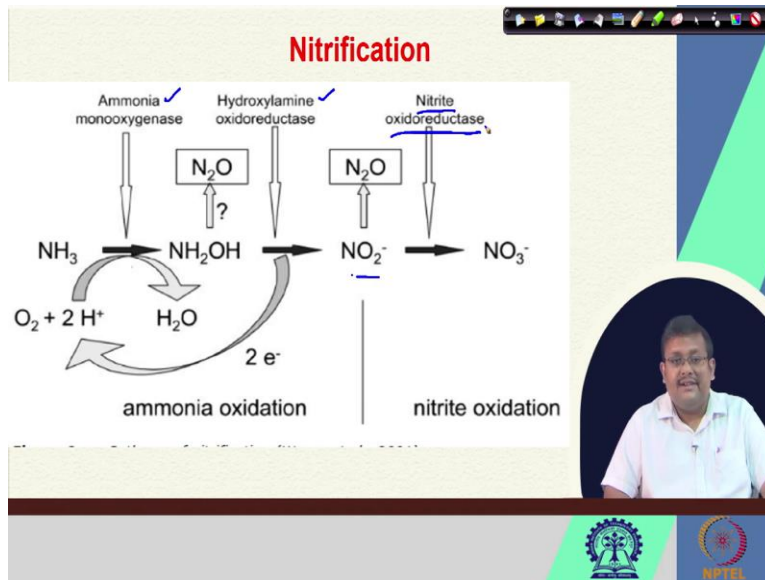 Nitrification
Ammonia
monooxygenase
Hydroxylamine
oxidoreductase
Nitrite
oxidoreductase
N₂O
N₂O
?
NH₃
NH₂OH
NO₂⁻
NO₃⁻
O₂ + 2 H⁺
H₂O
2 e⁻
ammonia oxidation
nitrite oxidation
NPTEL